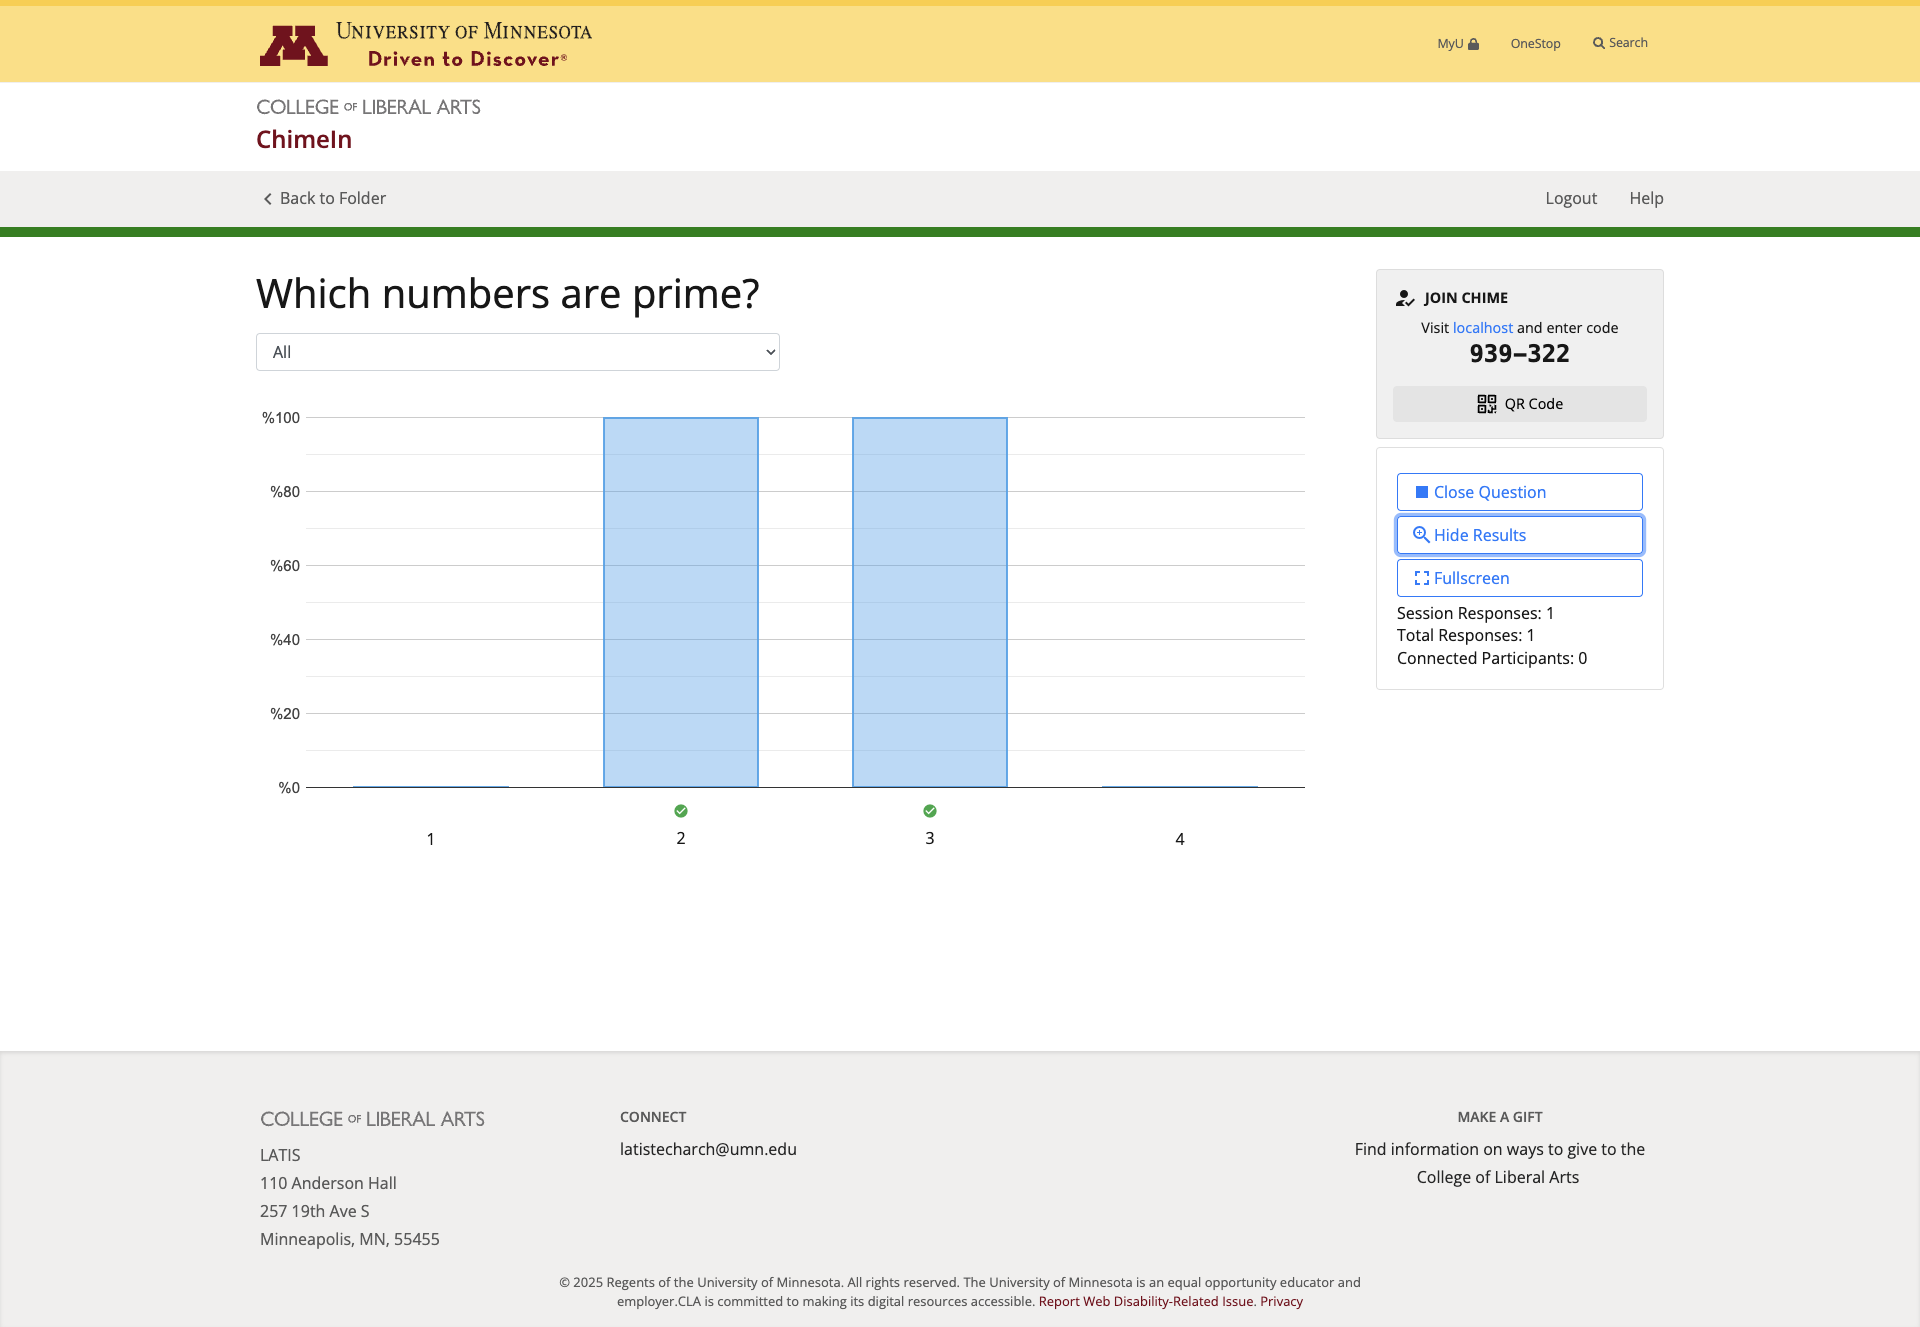 UNIVERSITY OF MINNESOTA
Driven to Discover®
MyU
OneStop
Search
COLLEGE OF LIBERAL ARTS
ChimeIn
Back to Folder
Logout
Help
Which numbers are prime?
All
%100
%80
%60
%40
%20
%0
1
2
3
4
JOIN CHIME
Visit localhost and enter code
939–322
QR Code
Close Question
Hide Results
Fullscreen
Session Responses: 1
Total Responses: 1
Connected Participants: 0
COLLEGE OF LIBERAL ARTS
LATIS
110 Anderson Hall
257 19th Ave S
Minneapolis, MN, 55455
CONNECT
latistecharch@umn.edu
MAKE A GIFT
Find information on ways to give to the
College of Liberal Arts
© 2025 Regents of the University of Minnesota. All rights reserved. The University of Minnesota is an equal opportunity educator and
employer.CLA is committed to making its digital resources accessible. Report Web Disability-Related Issue. Privacy